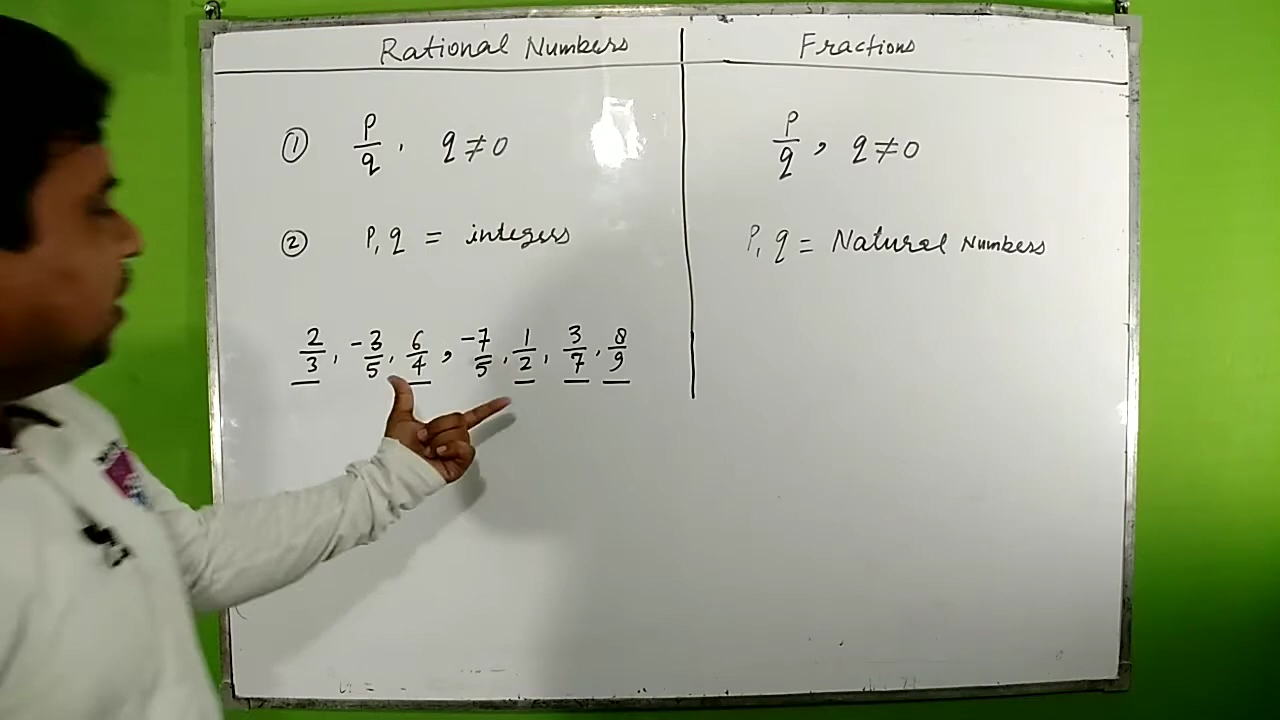 Rational Numbers
Fractions
① p/q , q ≠ 0
p/q , q ≠ 0
② P, q = integers
P, q = Natural Numbers
2/3 , -3/5 , 6/4 , -7/5 , 1/2 , 3/7 , 8/9